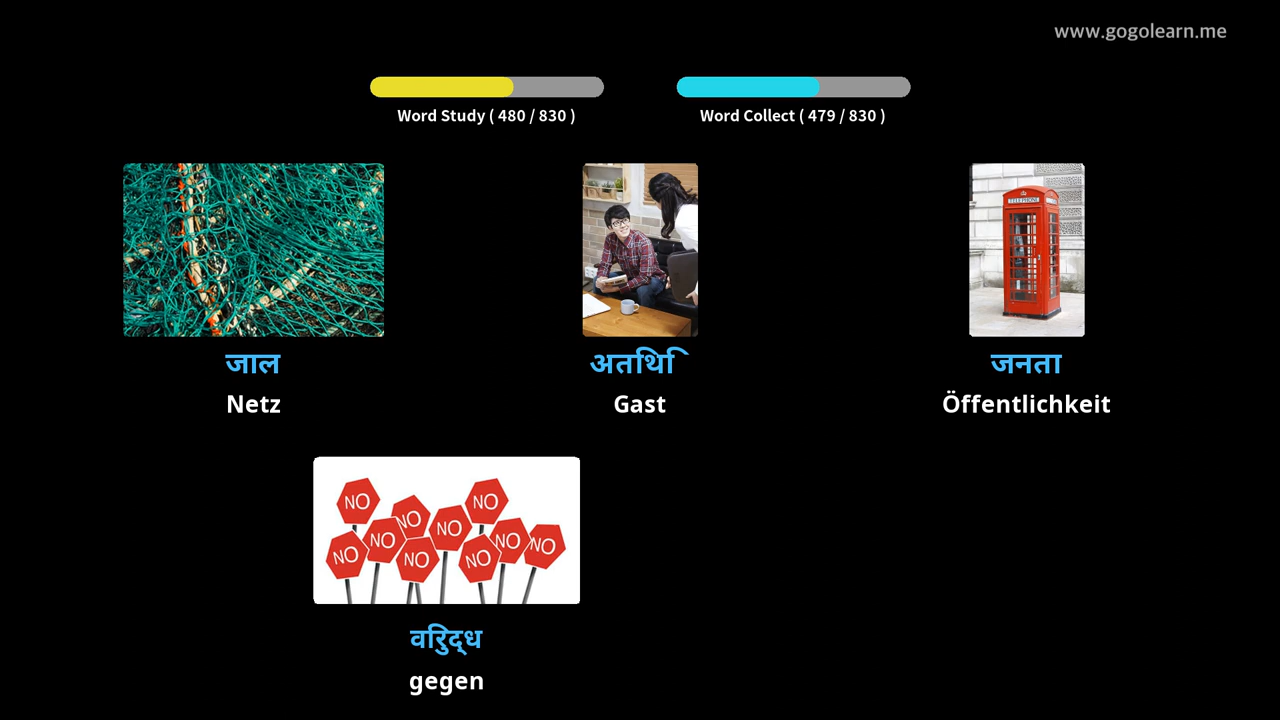 www.gogolearn.me
Word Study ( 480 / 830 )
Word Collect ( 479 / 830 )
TELEPHONE
जाल
अतिथि
जनता
Netz
Gast
Öffentlichkeit
NO
NO
NO
NO
NO
NO
NO
NO
NO
NO
विरुद्ध
gegen